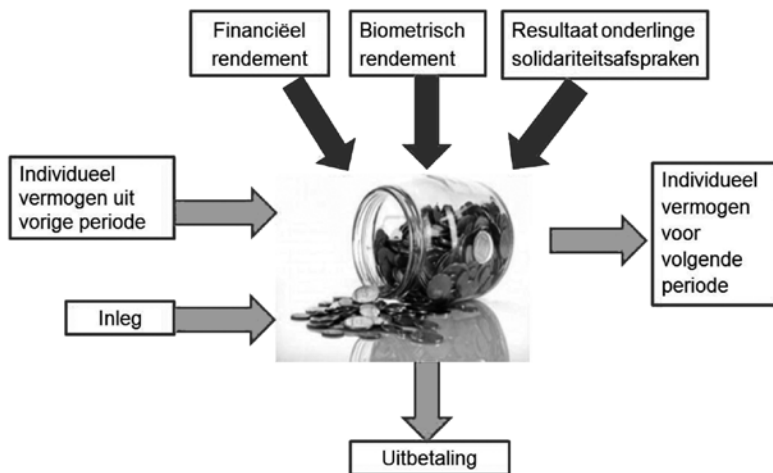 Financiëel
rendement
Biometrisch
rendement
Resultaat onderlinge
solidariteitsafspraken
Individueel
vermogen uit
vorige periode
Individueel
vermogen
voor
volgende
periode
Inleg
Uitbetaling